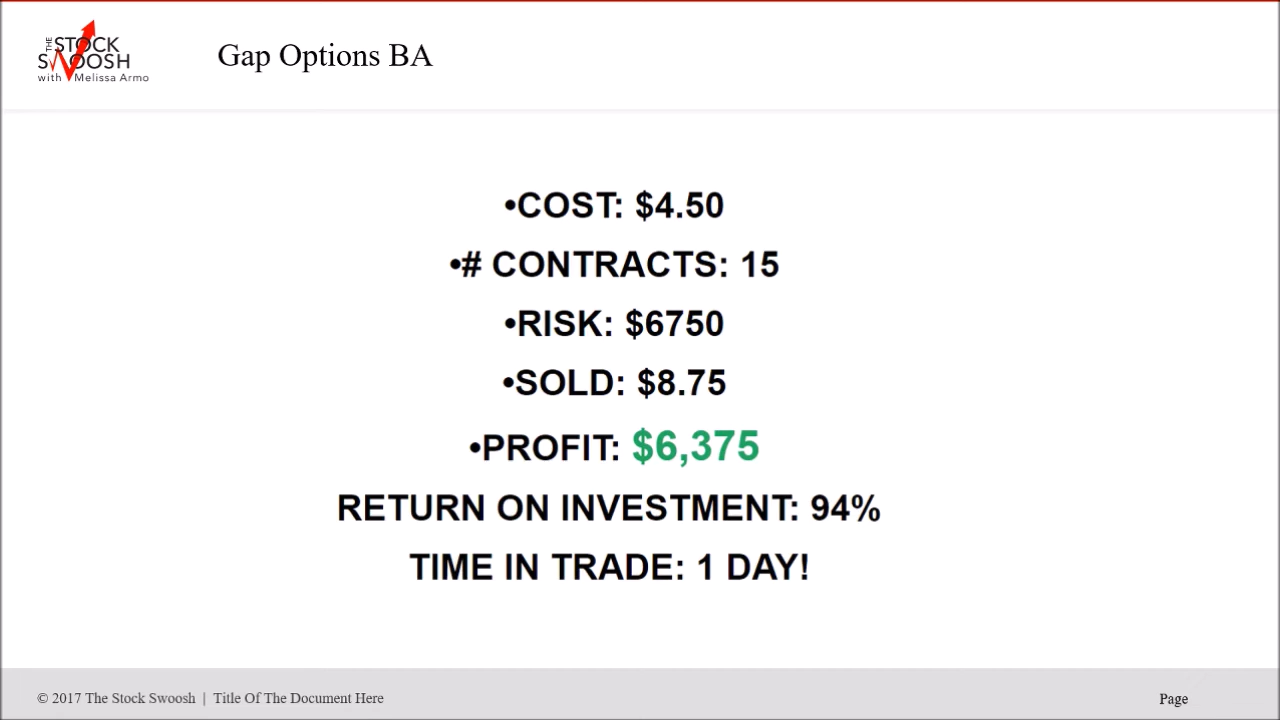 THE
STOCK
SWOOSH
with Melissa Armo
Gap Options BA
•COST: $4.50
•# CONTRACTS: 15
•RISK: $6750
•SOLD: $8.75
•PROFIT: $6,375
RETURN ON INVESTMENT: 94%
TIME IN TRADE: 1 DAY!
© 2017 The Stock Swoosh | Title Of The Document Here
Page